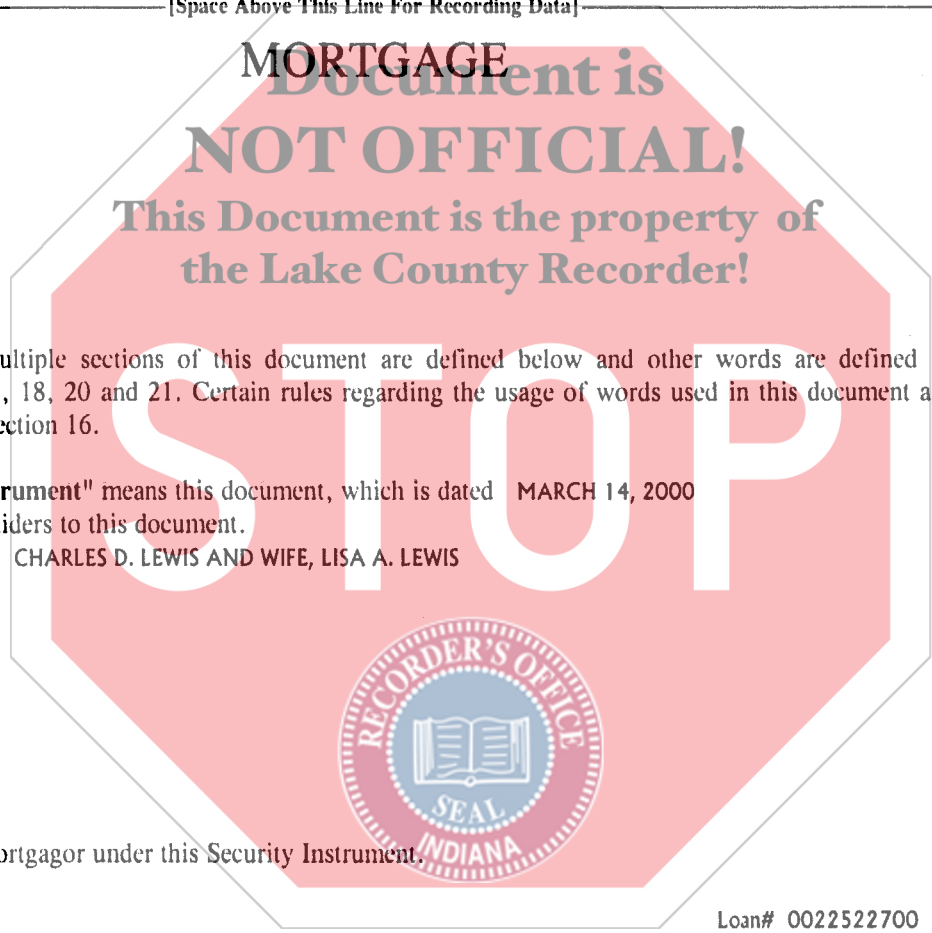 [Space Above This Line For Recording Data]
MORTGAGE
Document is
NOT OFFICIAL!
This Document is the property of
the Lake County Recorder!
STOP
ultiple sections of this document are defined below and other words are defined
, 18, 20 and 21. Certain rules regarding the usage of words used in this document a
ection 16.
rument" means this document, which is dated MARCH 14, 2000
iders to this document.
CHARLES D. LEWIS AND WIFE, LISA A. LEWIS
RECORDER'S OFFICE
SEAL
INDIANA
ortgagor under this Security Instrument.
Loan# 0022522700